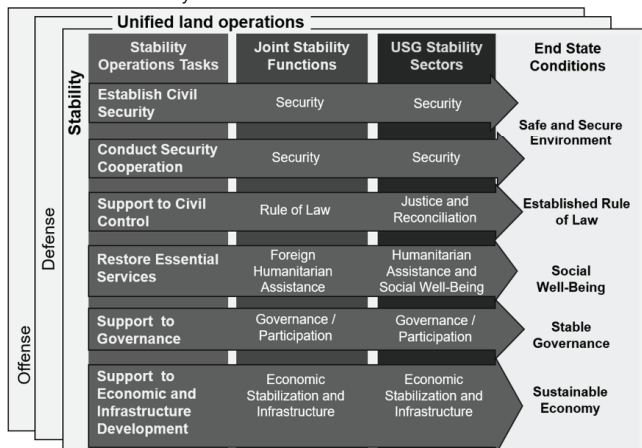 Unified land operations
Offense
Defense
Stability
Stability
Operations Tasks
Joint Stability
Functions
USG Stability
Sectors
End State
Conditions
Establish Civil
Security
Security
Security
Safe and Secure
Environment
Conduct Security
Cooperation
Security
Security
Support to Civil
Control
Rule of Law
Justice and
Reconciliation
Established Rule
of Law
Restore Essential
Services
Foreign
Humanitarian
Assistance
Humanitarian
Assistance and
Social Well-Being
Social
Well-Being
Support to
Governance
Governance /
Participation
Governance /
Participation
Stable
Governance
Support to
Economic and
Infrastructure
Development
Economic
Stabilization and
Infrastructure
Economic
Stabilization and
Infrastructure
Sustainable
Economy